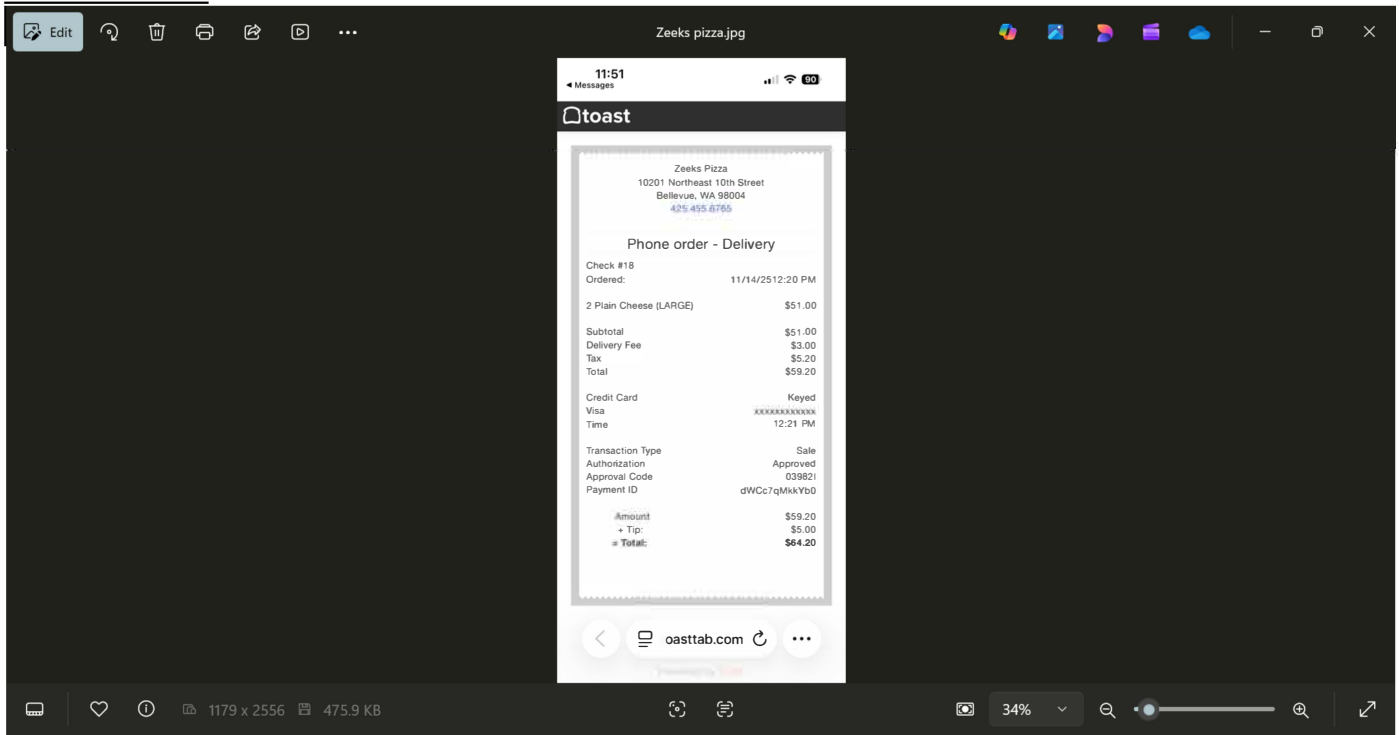 Edit
Zeeks pizza.jpg
11:51
◀ Messages
90
toast
Zeeks Pizza
10201 Northeast 10th Street
Bellevue, WA 98004
425.455.6765
Phone order - Delivery
Check #18
Ordered: 11/14/2512:20 PM
2 Plain Cheese (LARGE) $51.00
Subtotal $51.00
Delivery Fee $3.00
Tax $5.20
Total $59.20
Credit Card Keyed
Visa xxxxxxxxxxxx
Time 12:21 PM
Transaction Type Sale
Authorization Approved
Approval Code 03982I
Payment ID dWCc7qMkkYb0
Amount $59.20
+ Tip: $5.00
= Total: $64.20
oasttab.com
1179 x 2556 475.9 KB 34%